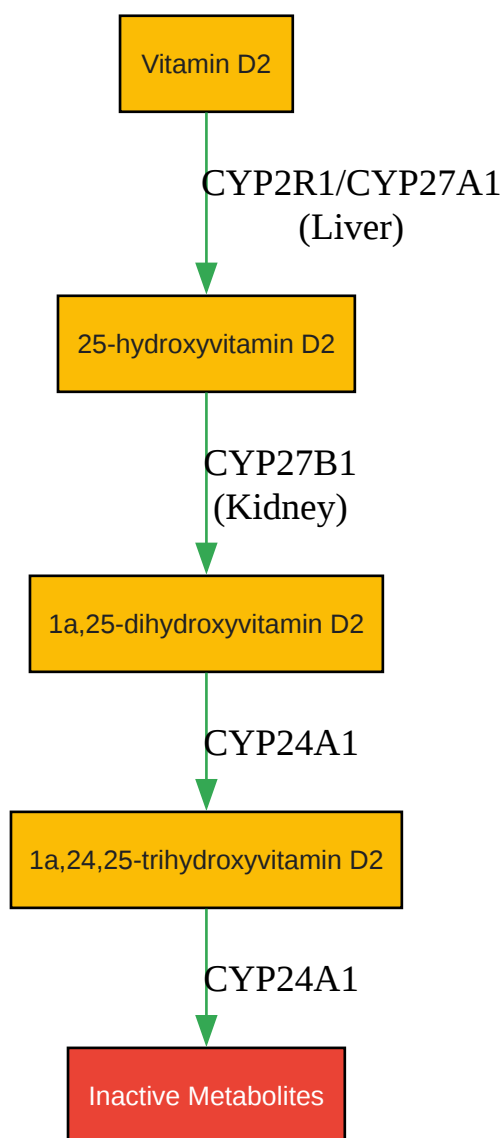 Vitamin D2
CYP2R1/CYP27A1
(Liver)
25-hydroxyvitamin D2
CYP27B1
(Kidney)
1a,25-dihydroxyvitamin D2
CYP24A1
1a,24,25-trihydroxyvitamin D2
CYP24A1
Inactive Metabolites